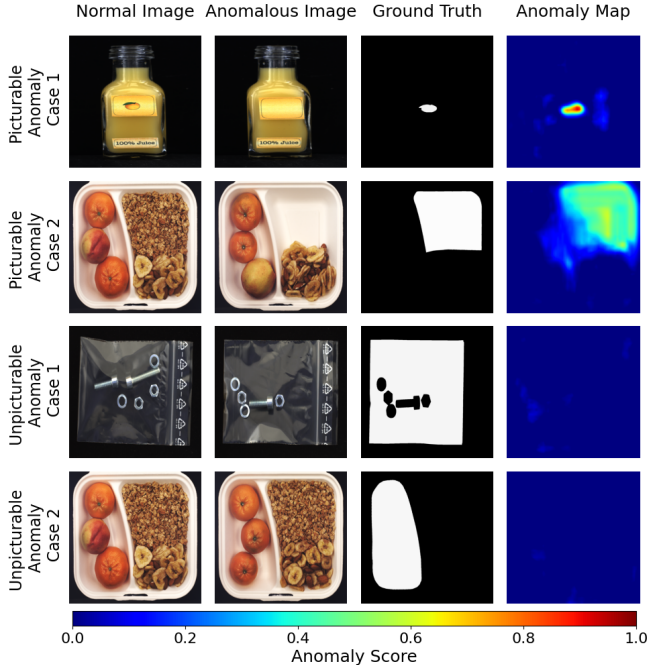 Normal Image Anomalous Image Ground Truth Anomaly Map
Picturable
Anomaly
Case 1
100% Juice
100% Juice
Picturable
Anomaly
Case 2
Unpicturable
Anomaly
Case 1
Unpicturable
Anomaly
Case 2
0.0 0.2 0.4 0.6 0.8 1.0
Anomaly Score